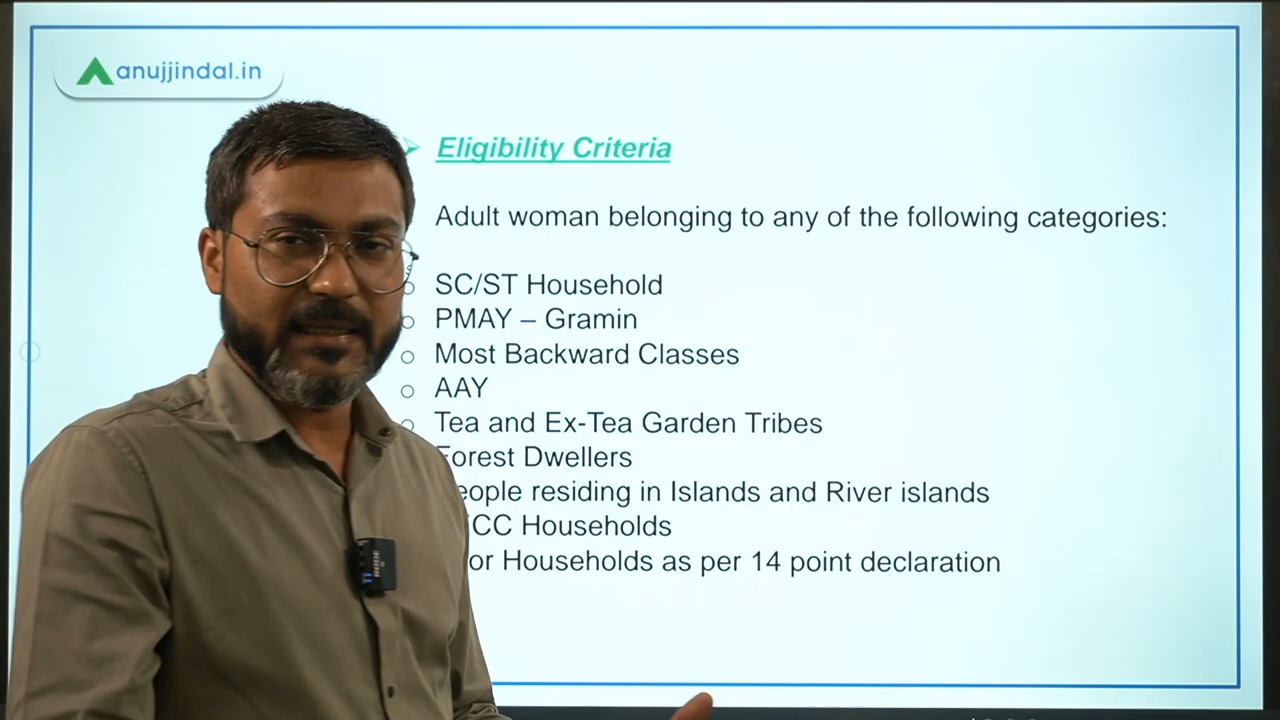 anujjindal.in
Eligibility Criteria
Adult woman belonging to any of the following categories:
SC/ST Household
PMAY – Gramin
Most Backward Classes
AAY
Tea and Ex-Tea Garden Tribes
Forest Dwellers
People residing in Islands and River islands
Households
Households as per 14 point declaration